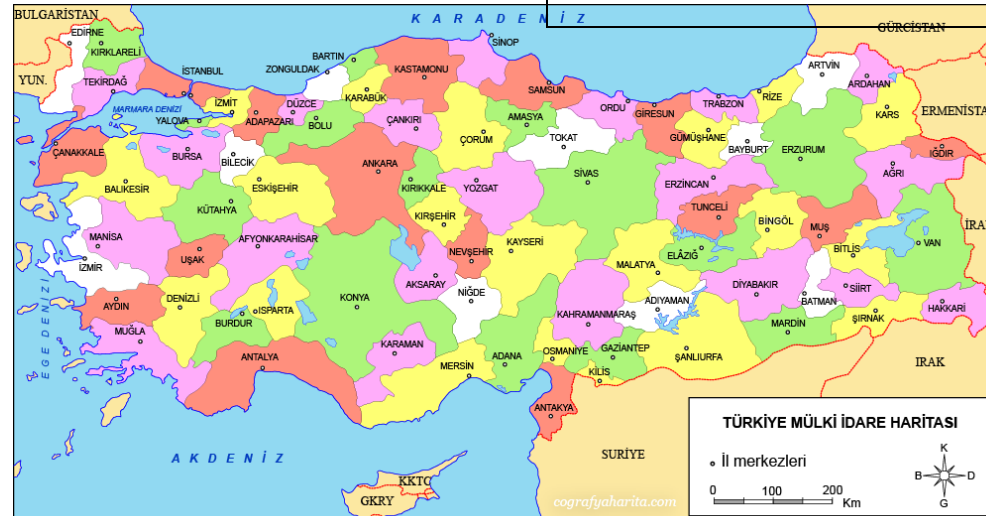 KARADENİZ
BULGARİSTAN
GÜRCİSTAN
EDİRNE
KIRKLARELİ
SİNOP
BARTIN
ZONGULDAK
KASTAMONU
ARTVİN
YUN.
TEKİRDAĞ
İSTANBUL
ARDAHAN
MARMARA DENİZİ
İZMİT
DÜZCE
KARABÜK
SAMSUN
ORDU
GİRESUN
TRABZON
RİZE
KARS
ERMENİSTA
YALOVA
ADAPAZARI
BOLU
ÇANKIRI
ÇORUM
AMASYA
TOKAT
GÜMÜŞHANE
BAYBURT
ERZURUM
IĞDIR
ÇANAKKALE
BURSA
BİLECİK
ANKARA
AĞRI
BALIKESİR
ESKİŞEHİR
KIRIKKALE
YOZGAT
SİVAS
ERZİNCAN
KÜTAHYA
KIRŞEHİR
TUNCELİ
BİNGÖL
MUŞ
İRA
MANİSA
AFYONKARAHİSAR
UŞAK
NEVŞEHİR
KAYSERİ
ELÂZIĞ
BİTLİS
VAN
İZMİR
MALATYA
AKSARAY
NİĞDE
DİYABAKIR
SİİRT
BATMAN
HAKKARİ
EGE DENİZİ
AYDIN
DENİZLİ
ISPARTA
KONYA
ADIYAMAN
KAHRAMANMARAŞ
ŞIRNAK
MUĞLA
BURDUR
MARDİN
KARAMAN
ANTALYA
MERSİN
ADANA
OSMANIYE
GAZİANTEP
ŞANLIURFA
KİLİS
IRAK
ANTAKYA
SURİYE
AKDENİZ
KKTC
GKRY
cografyaharita.com
TÜRKİYE MÜLKİ İDARE HARİTASI
İl merkezleri
0 100 200
Km
K
B D
G